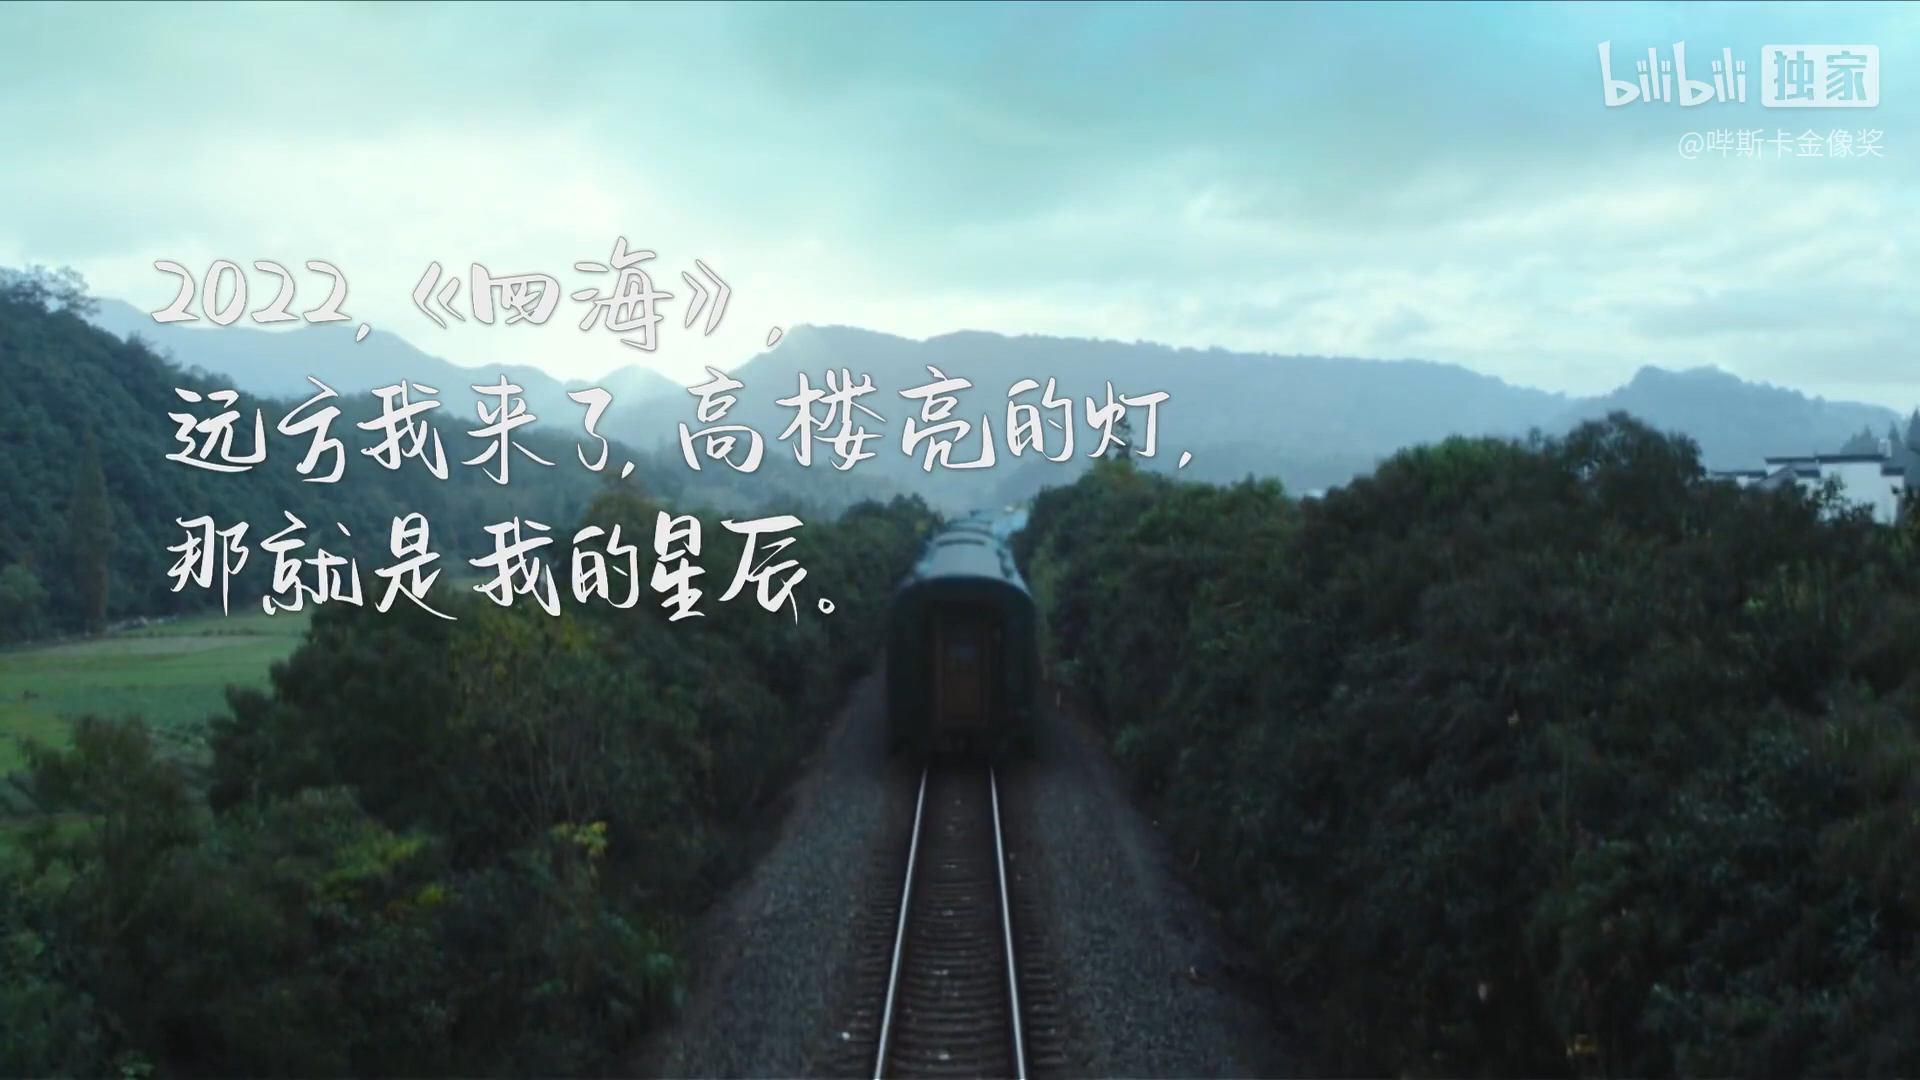 bilibili 独家
@哔斯卡金像奖
2022,《四海》,
远方我来了,高楼亮的灯,
那就是我的星辰。